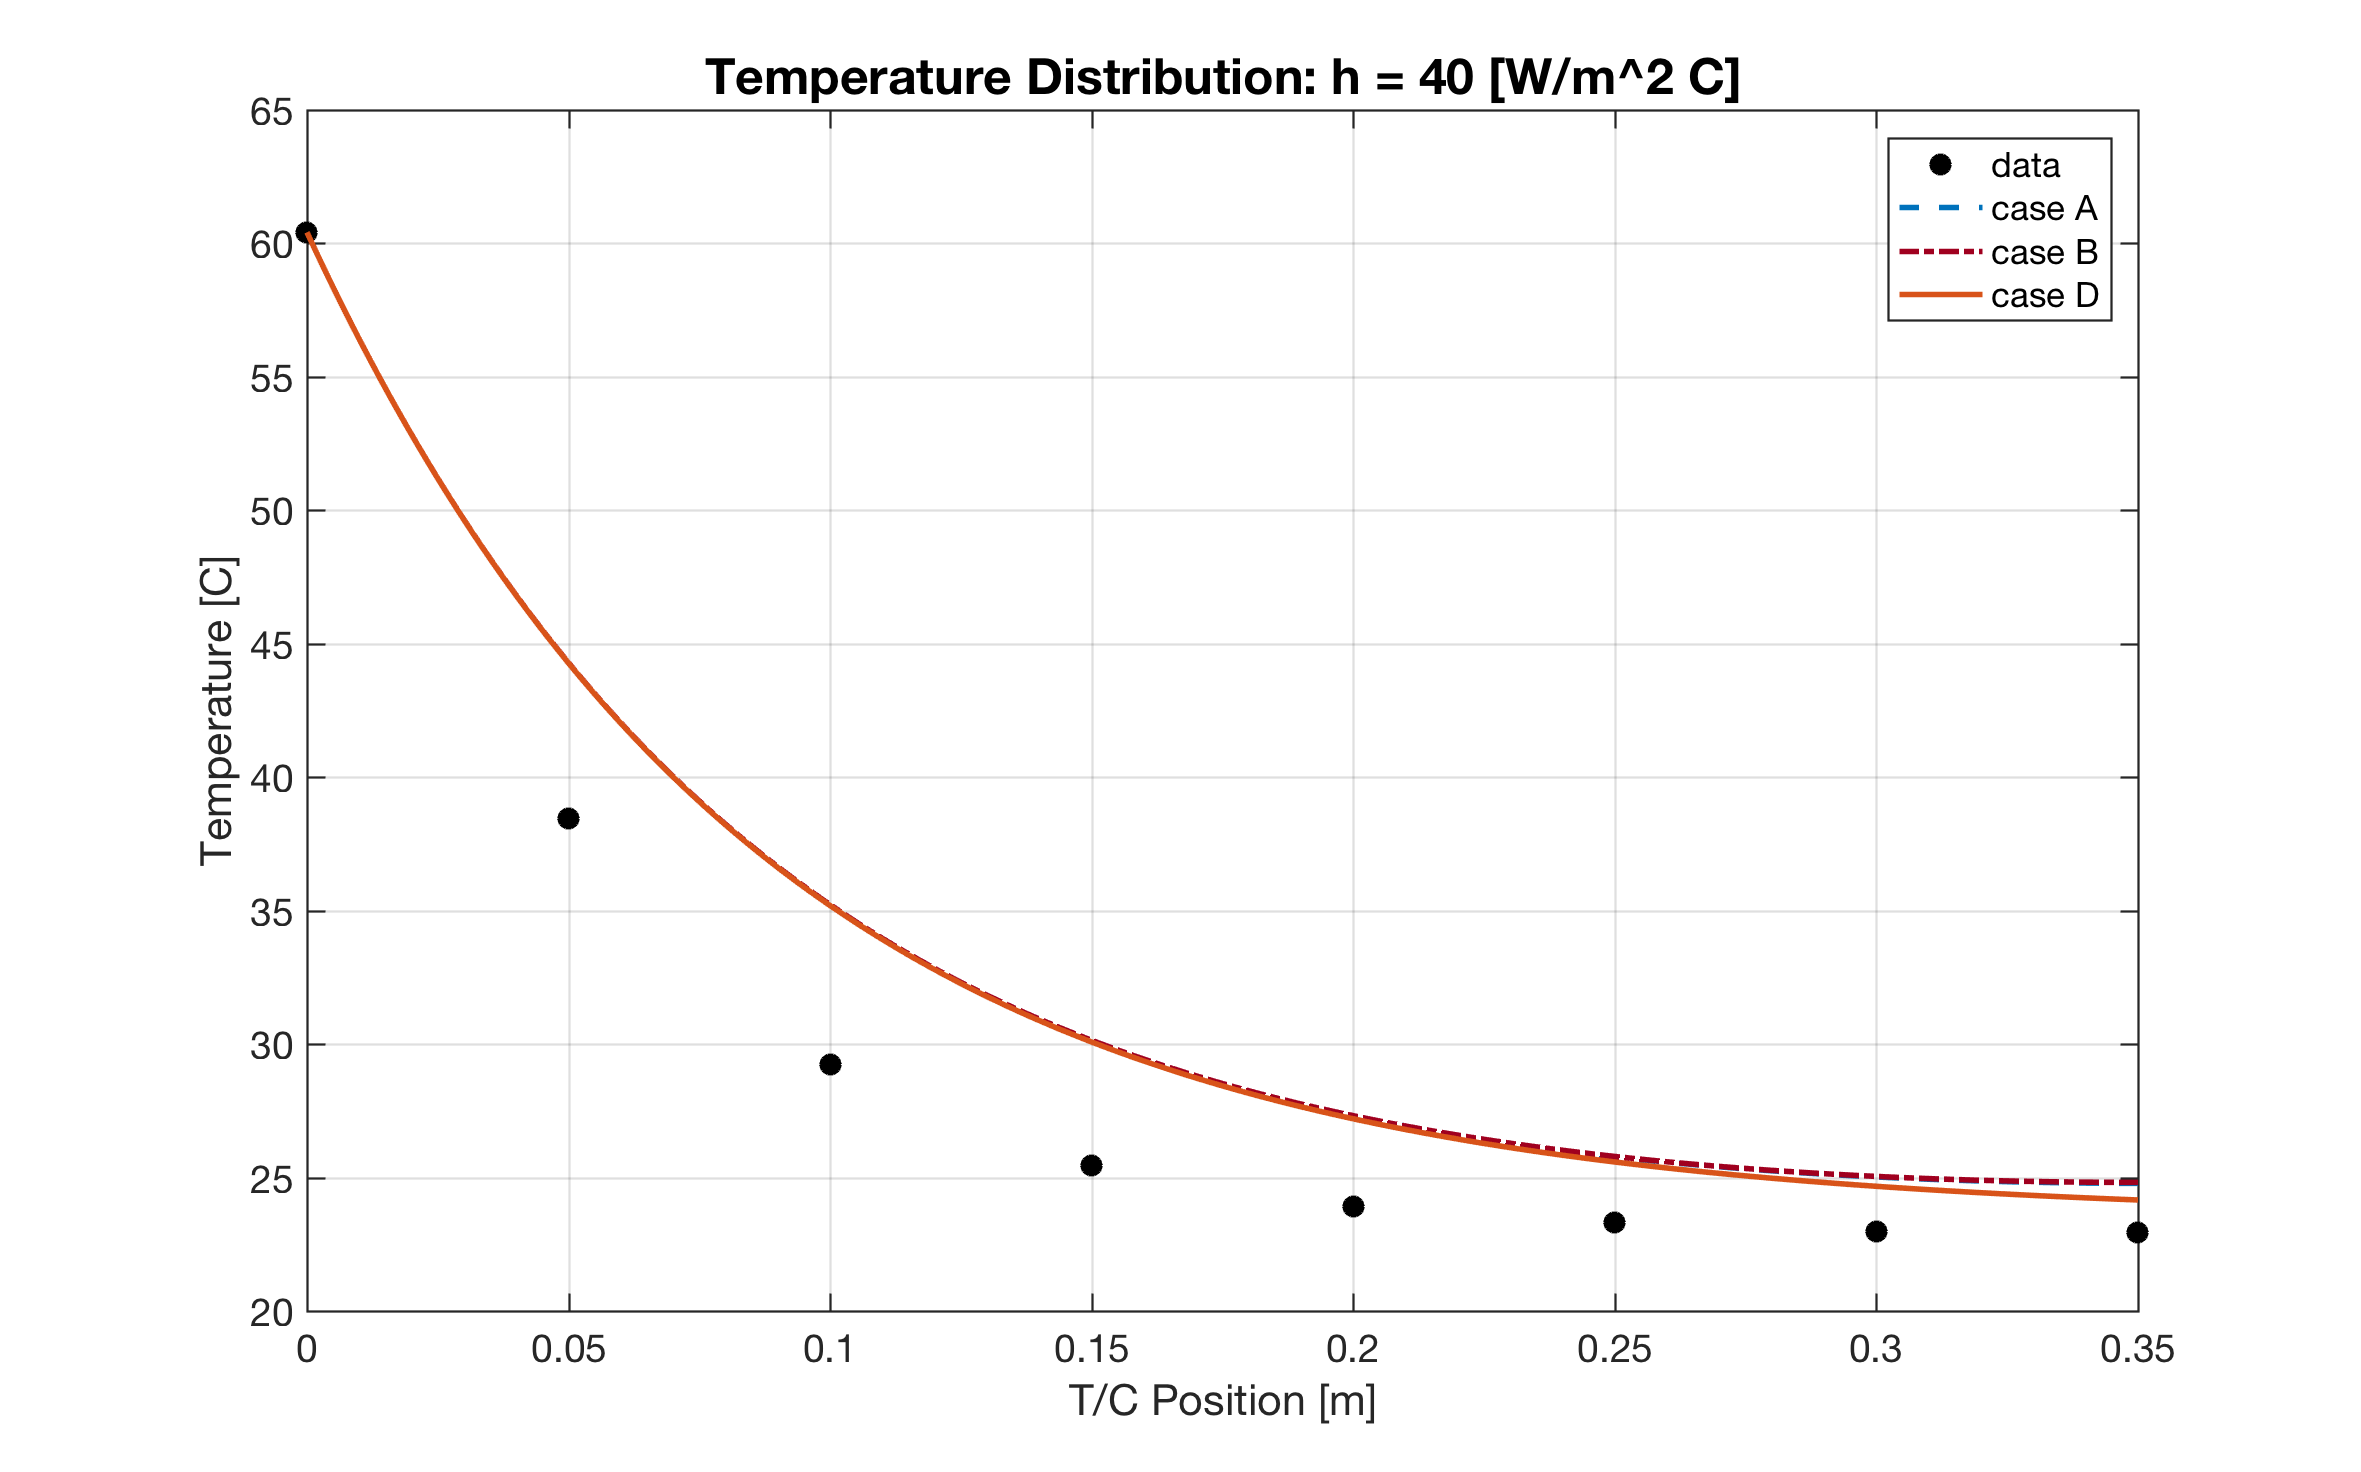 Temperature Distribution: h = 40 [W/m^2 C]
65
60
55
50
45
40
35
30
25
20
Temperature [C]
data
case A
case B
case D
0 0.05 0.1 0.15 0.2 0.25 0.3 0.35
T/C Position [m]